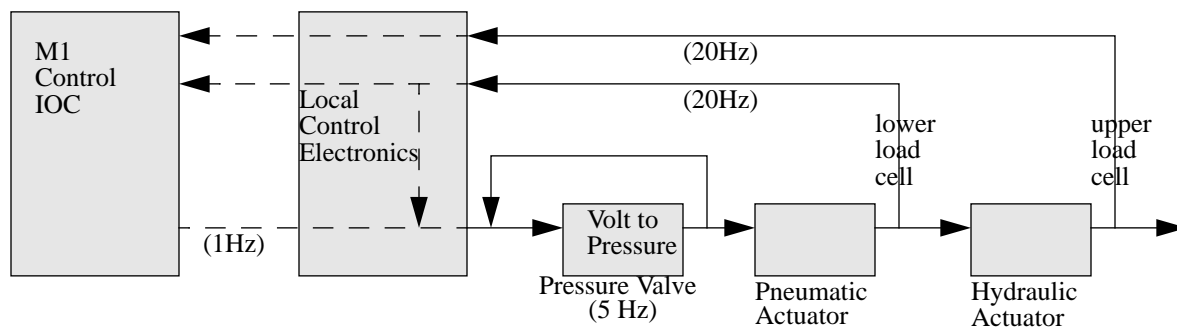 M1
Control
IOC
(1Hz)
Local
Control
Electronics
(20Hz)
(20Hz)
Volt to
Pressure
Pressure Valve
(5 Hz)
lower
load
cell
Pneumatic
Actuator
upper
load
cell
Hydraulic
Actuator